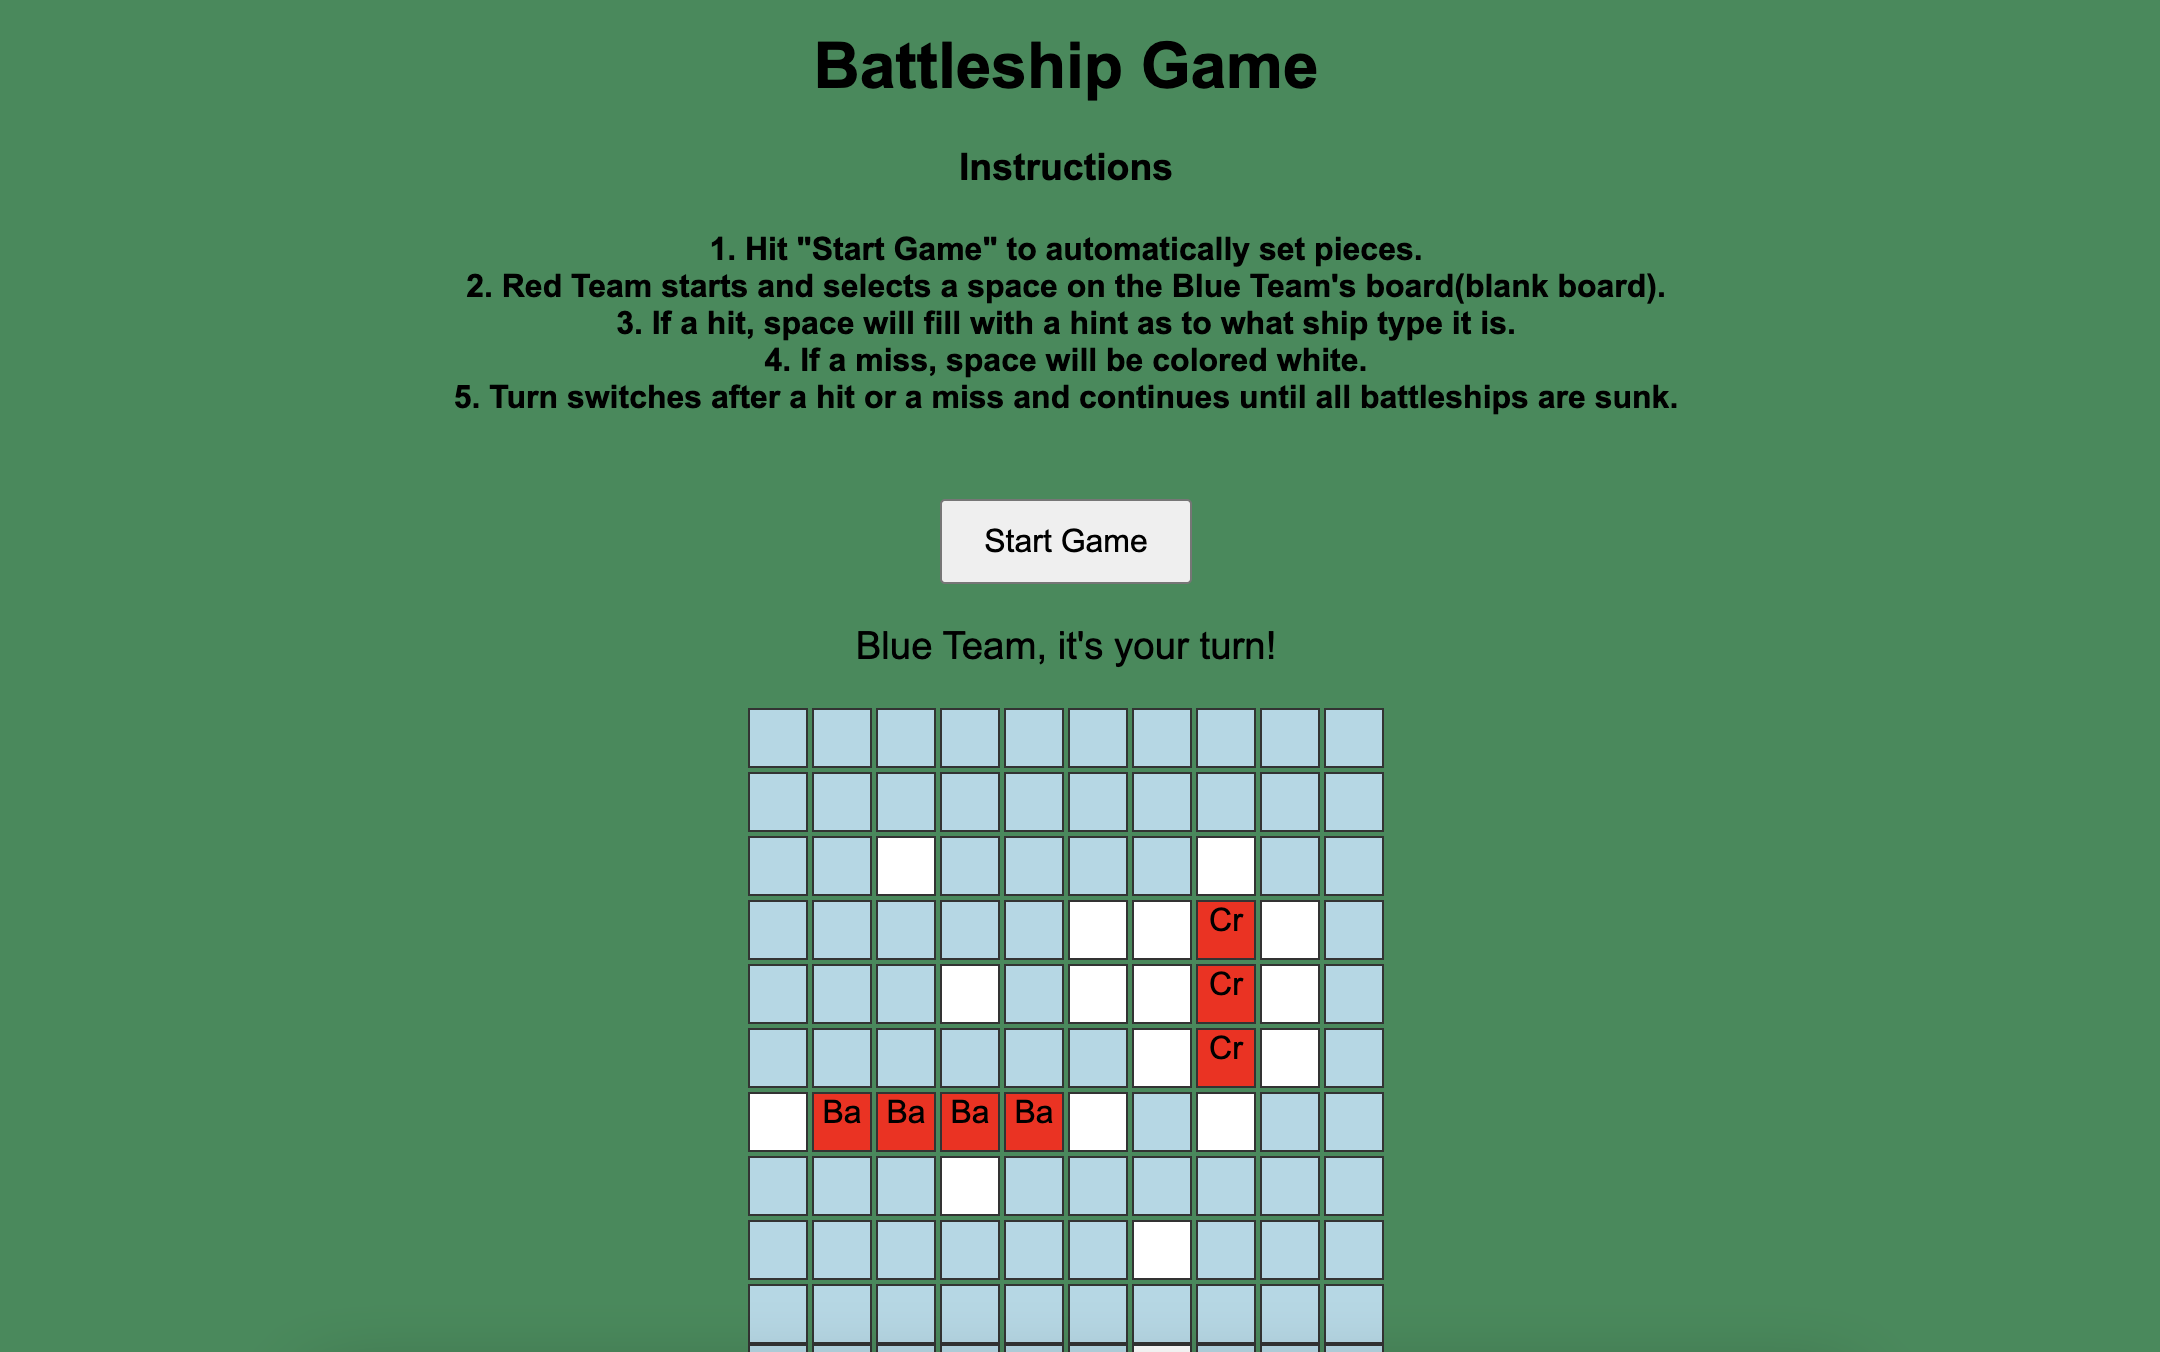 Battleship Game
Instructions
1. Hit "Start Game" to automatically set pieces.
2. Red Team starts and selects a space on the Blue Team's board(blank board).
3. If a hit, space will fill with a hint as to what ship type it is.
4. If a miss, space will be colored white.
5. Turn switches after a hit or a miss and continues until all battleships are sunk.
Start Game
Blue Team, it's your turn!
Cr
Cr
Cr
Ba Ba Ba Ba